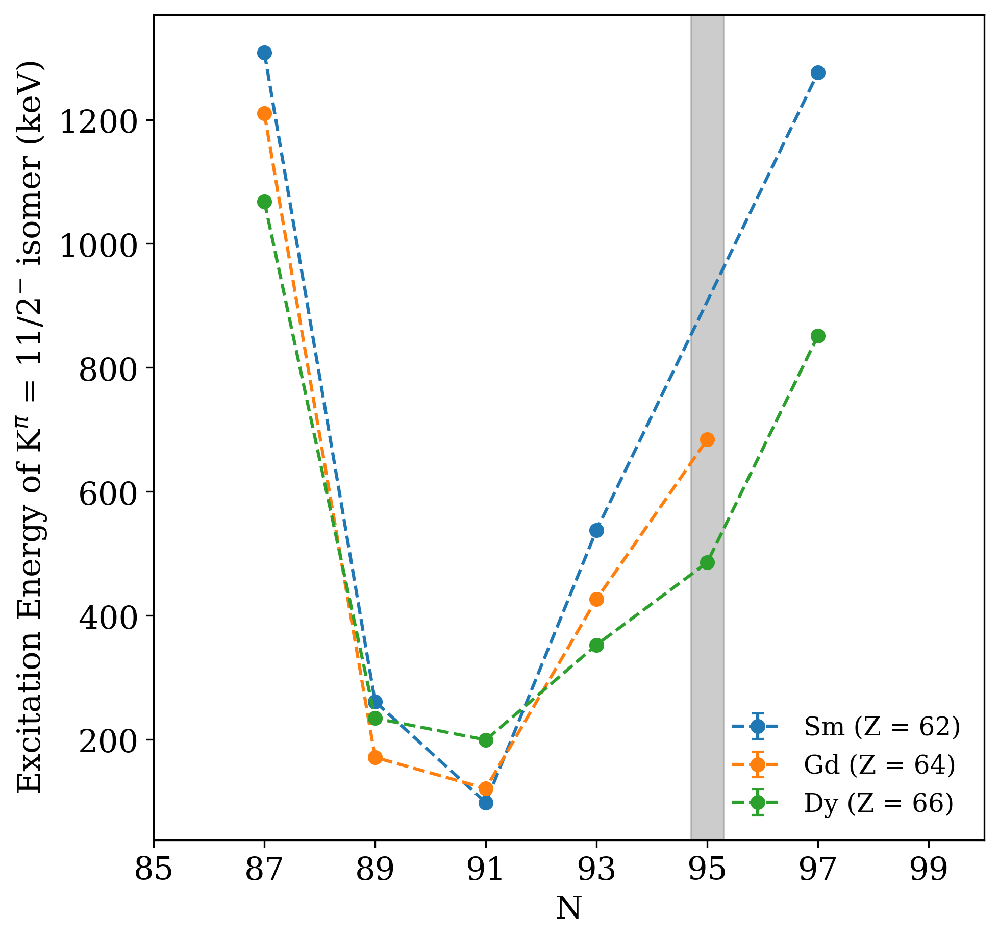 Excitation Energy of K^π = 11/2⁻ isomer (keV)
1200
1000
800
600
400
200
85 87 89 91 93 95 97 99
N
Sm (Z = 62)
Gd (Z = 64)
Dy (Z = 66)